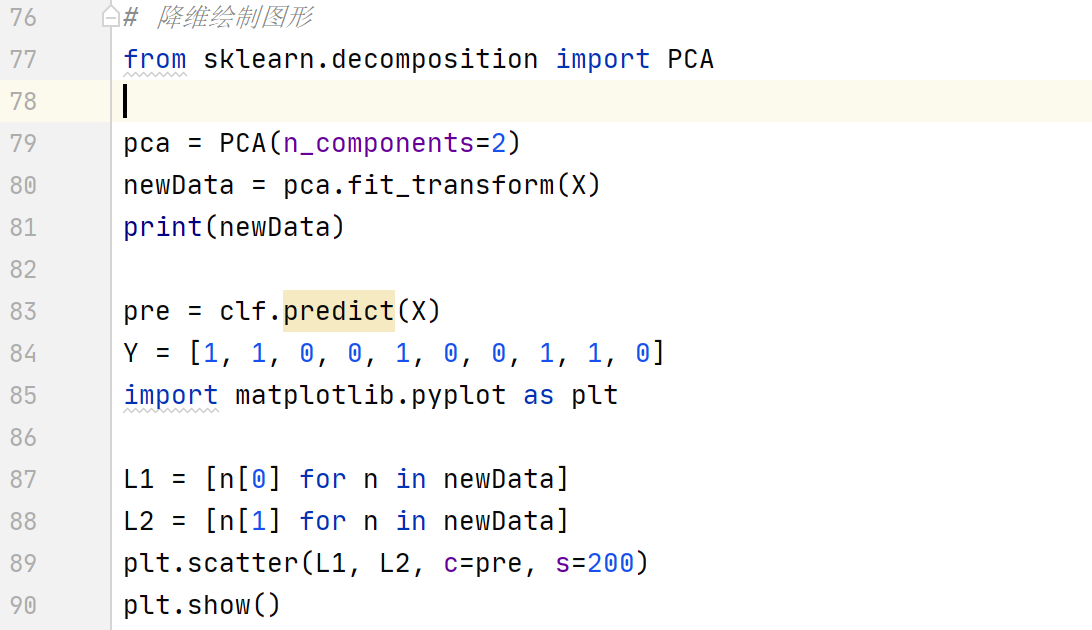 76 # 降维绘制图形
77 from sklearn.decomposition import PCA
78
79 pca = PCA(n_components=2)
80 newData = pca.fit_transform(X)
81 print(newData)
82
83 pre = clf.predict(X)
84 Y = [1, 1, 0, 0, 1, 0, 0, 1, 1, 0]
85 import matplotlib.pyplot as plt
86
87 L1 = [n[0] for n in newData]
88 L2 = [n[1] for n in newData]
89 plt.scatter(L1, L2, c=pre, s=200)
90 plt.show()